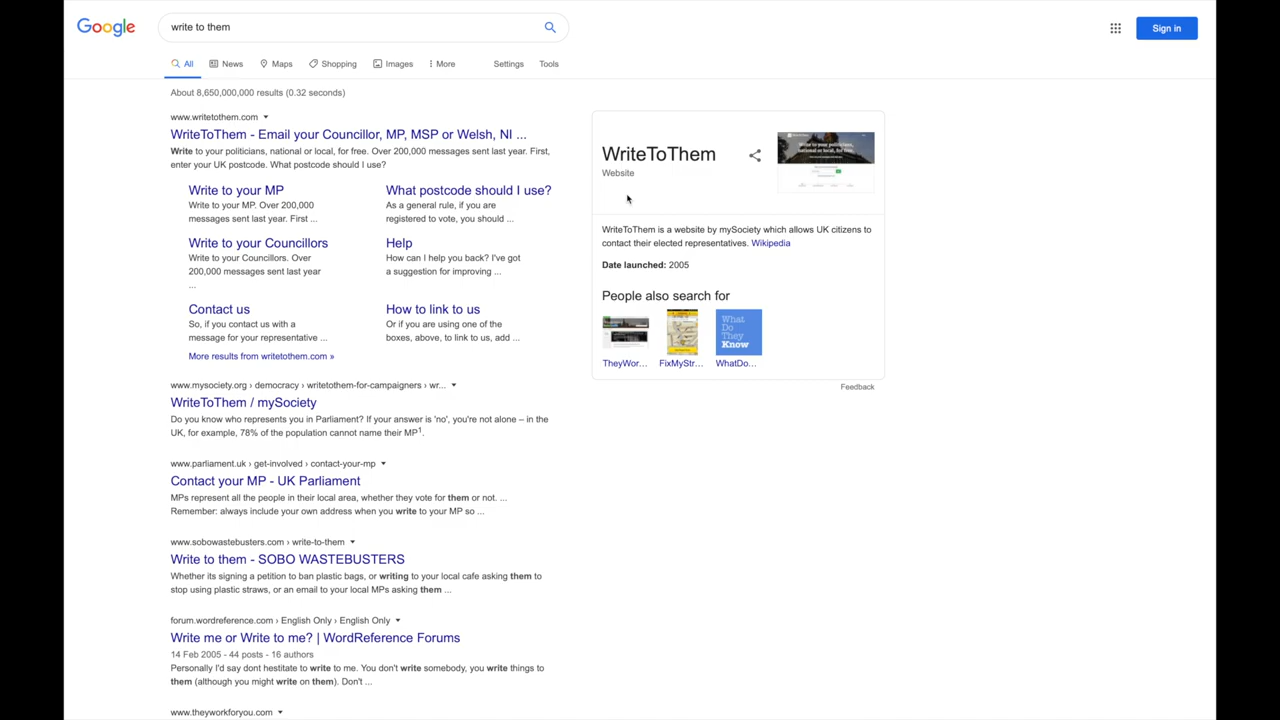 Google
write to them
Sign in
All News Maps Shopping Images More Settings Tools
About 8,650,000,000 results (0.32 seconds)
www.writetothem.com
WriteToThem - Email your Councillor, MP, MSP or Welsh, NI ...
Write to your politicians, national or local, for free. Over 200,000 messages sent last year. First,
enter your UK postcode. What postcode should I use?
Write to your MP
Write to your MP. Over 200,000
messages sent last year. First ...
What postcode should I use?
As a general rule, if you are
registered to vote, you should ...
Write to your Councillors
Write to your Councillors. Over
200,000 messages sent last year
...
Help
How can I help you back? I've got
a suggestion for improving ...
Contact us
So, if you contact us with a
message for your representative ...
How to link to us
Or if you are using one of the
boxes, above, to link to us, add ...
More results from writetothem.com »
www.mysociety.org › democracy › writetothem-for-campaigners › wr...
WriteToThem / mySociety
Do you know who represents you in Parliament? If your answer is 'no', you're not alone – in the
UK, for example, 78% of the population cannot name their MP1.
www.parliament.uk › get-involved › contact-your-mp
Contact your MP - UK Parliament
MPs represent all the people in their local area, whether they vote for them or not. ...
Remember: always include your own address when you write to your MP so ...
www.sobowastebusters.com › write-to-them
Write to them - SOBO WASTEBUSTERS
Whether its signing a petition to ban plastic bags, or writing to your local cafe asking them to
stop using plastic straws, or an email to your local MPs asking them ...
forum.wordreference.com › English Only › English Only
Write me or Write to me? | WordReference Forums
14 Feb 2005 - 44 posts - 16 authors
Personally I'd say dont hestitate to write to me. You don't write somebody, you write things to
them (although you might write on them). Don't ...
www.theyworkforyou.com
WriteToThem
Website
Write to your politicians,
national or local, for free.
WriteToThem is a website by mySociety which allows UK citizens to
contact their elected representatives. Wikipedia
Date launched: 2005
People also search for
What
Do
They
Know
TheyWor... FixMyStr... WhatDo...
Feedback